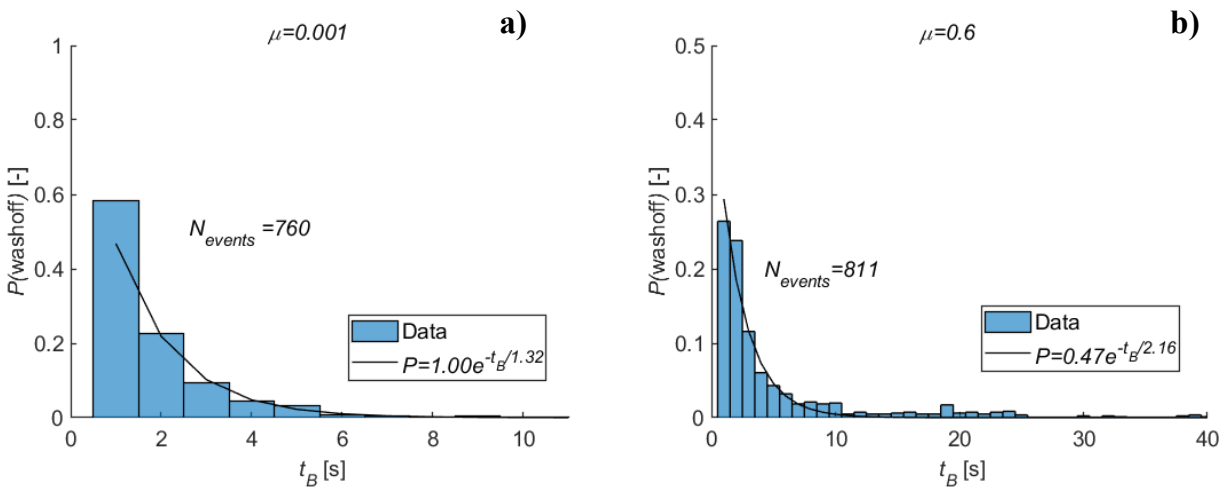 a)
μ=0.001
1
0.8
0.6
0.4
0.2
0
P(washoff) [-]
N_events =760
Data
P=1.00e^-t_B/1.32
0 2 4 6 8 10
t_B [s]
b)
μ=0.6
0.5
0.4
0.3
0.2
0.1
0
P(washoff) [-]
N_events=811
Data
P=0.47e^-t_B/2.16
0 10 20 30 40
t_B [s]